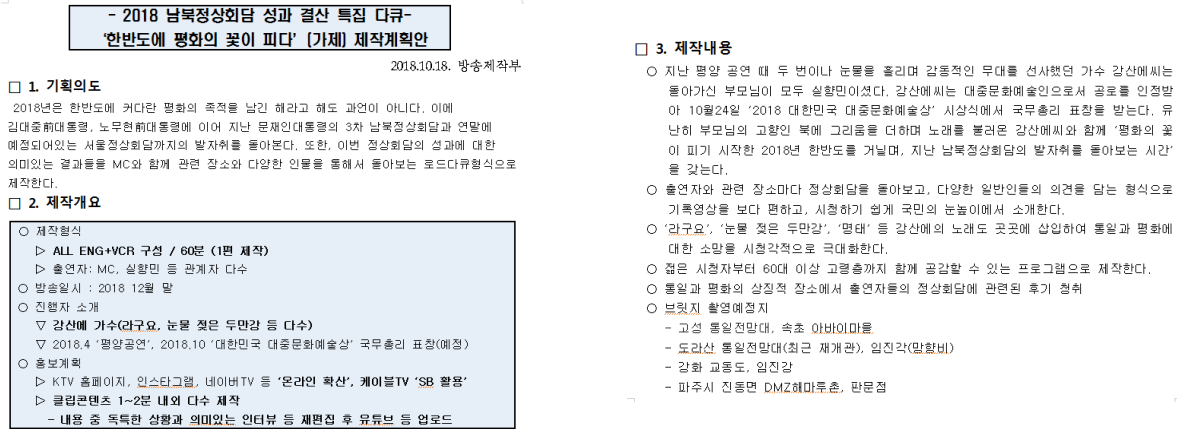 - 2018 남북정상회담 성과 결산 특집 다큐-
‘한반도에 평화의 꽃이 피다’ (가제) 제작계획안
2018.10.18. 방송제작부
□ 1. 기획의도
2018년은 한반도에 커다란 평화의 족적을 남긴 해라고 해도 과언이 아니다. 이에
김대중前대통령, 노무현前대통령에 이어 지난 문재인대통령의 3차 남북정상회담과 연말에
예정되어있는 서울정상회담까지의 발자취를 돌아본다. 또한, 이번 정상회담의 성과에 대한
의미있는 결과들을 MC와 함께 관련 장소와 다양한 인물을 통해서 돌아보는 로드다큐형식으로
제작한다.
□ 2. 제작개요
○ 제작형식
▷ ALL ENG+VCR 구성 / 60분 (1편 제작)
▷ 출연자: MC, 실향민 등 관계자 다수
○ 방송일시 : 2018 12월 말
○ 진행자 소개
▽ 강산에 가수(라구요, 눈물 젖은 두만강 등 다수)
▽ 2018.4 ‘평양공연’, 2018.10 ‘대한민국 대중문화예술상’ 국무총리 표창(예정)
○ 홍보계획
▷ KTV 홈페이지, 인스타그램, 네이버TV 등 ‘온라인 확산’, 케이블TV ‘SB 활용’
▷ 클립콘텐츠 1~2분 내외 다수 제작
- 내용 중 독특한 상황과 의미있는 인터뷰 등 재편집 후 유튜브 등 업로드
□ 3. 제작내용
○ 지난 평양 공연 때 두 번이나 눈물을 흘리며 감동적인 무대를 선사했던 가수 강산에씨는
돌아가신 부모님이 모두 실향민이셨다. 강산에씨는 대중문화예술인으로서 공로를 인정받
아 10월24일 ‘2018 대한민국 대중문화예술상’ 시상식에서 국무총리 표창을 받는다. 유
난히 부모님의 고향인 북에 그리움을 더하며 노래를 불러온 강산에씨와 함께 ‘평화의 꽃
이 피기 시작한 2018년 한반도를 거닐며, 지난 남북정상회담의 발자취를 돌아보는 시간’
을 갖는다.
○ 출연자와 관련 장소마다 정상회담을 돌아보고, 다양한 일반인들의 의견을 담는 형식으로
기록영상을 보다 편하고, 시청하기 쉽게 국민의 눈높이에서 소개한다.
○ ‘라구요’, ‘눈물 젖은 두만강’, ‘명태’ 등 강산에의 노래도 곳곳에 삽입하여 통일과 평화에
대한 소망을 시청각적으로 극대화한다.
○ 젊은 시청자부터 60대 이상 고령층까지 함께 공감할 수 있는 프로그램으로 제작한다.
○ 통일과 평화의 상징적 장소에서 출연자들의 정상회담에 관련된 후기 청취
○ 브릿지 촬영예정지
- 고성 통일전망대, 속초 아바이마을
- 도라산 통일전망대(최근 재개관), 임진각(망향비)
- 강화 교동도, 임진강
- 파주시 진동면 DMZ해마루촌, 판문점